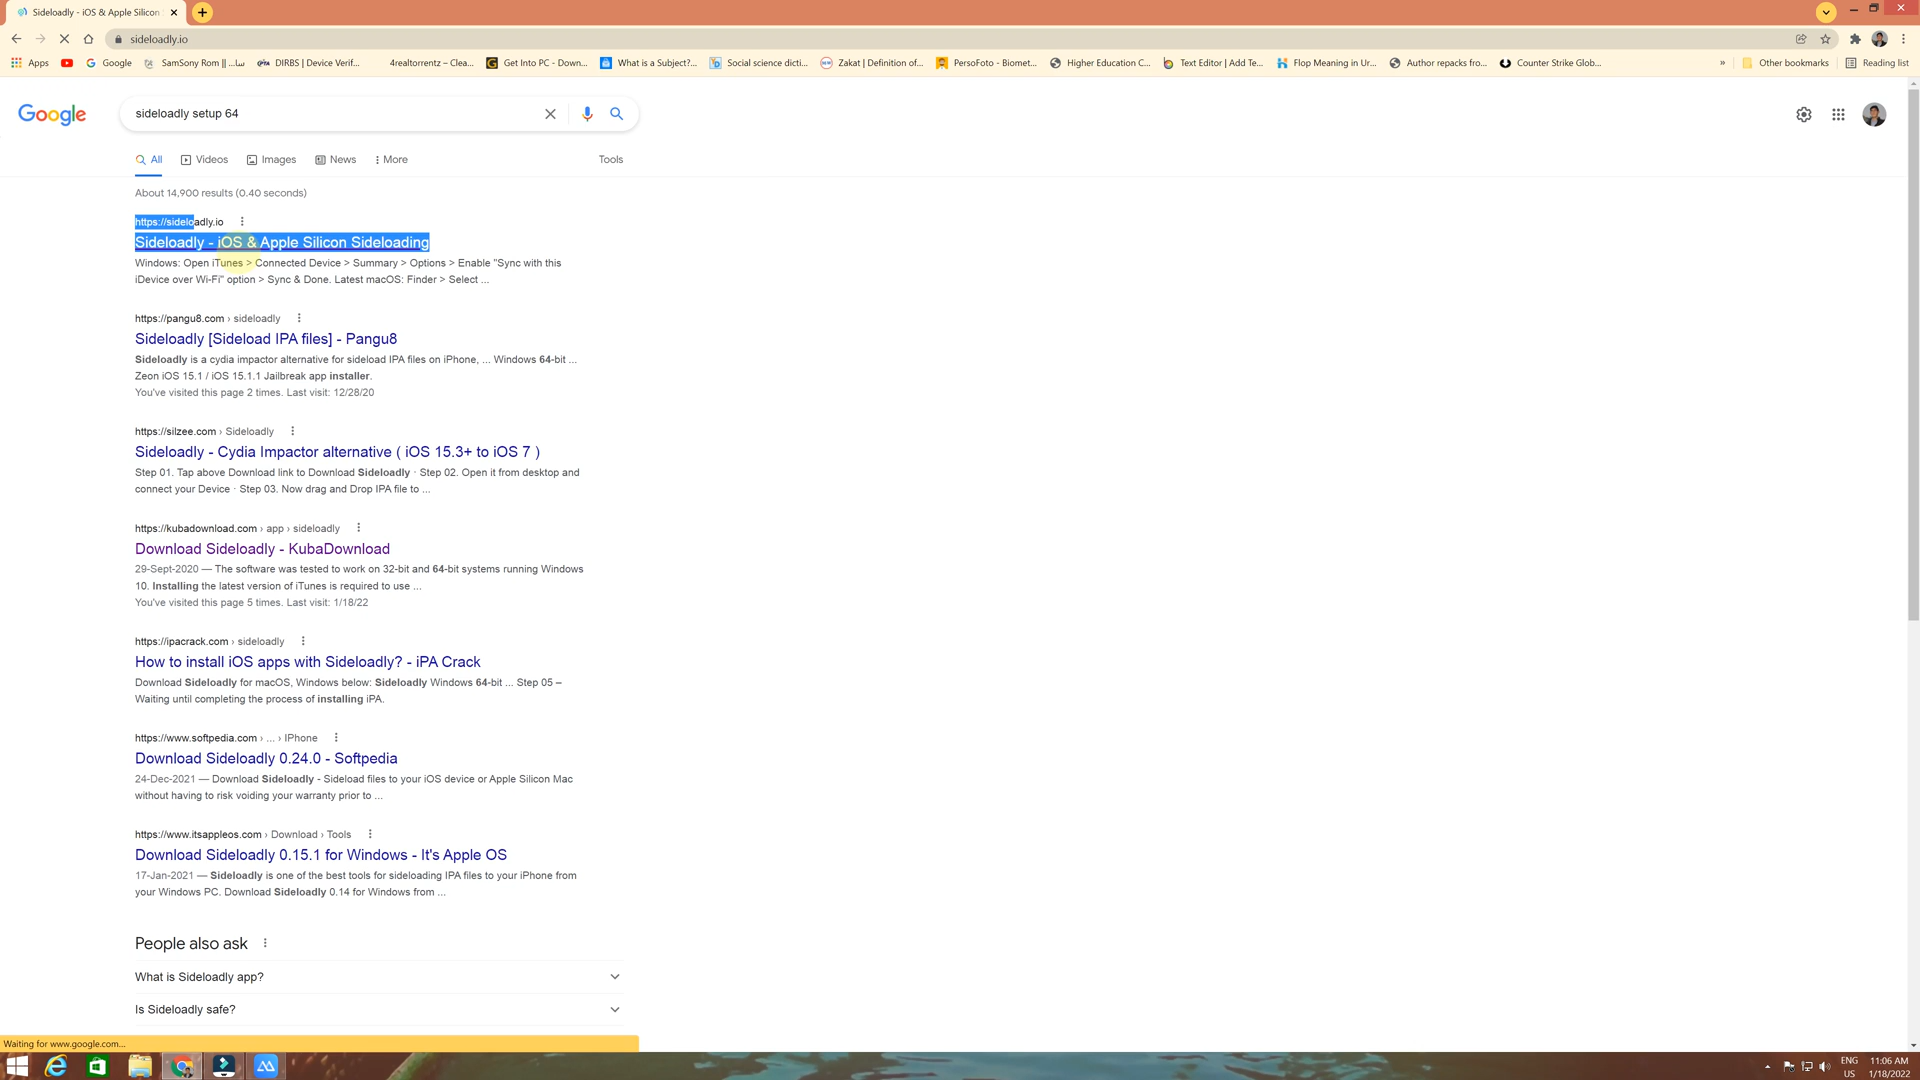 Sideloadly - iOS & Apple Silicon
sideloadly.io
Apps
Google
SamSony Rom || ...سا
DIRBS | Device Verif...
4realtorrentz – Clea...
Get Into PC - Down...
What is a Subject?...
Social science dicti...
Zakat | Definition of...
PersoFoto - Biomet...
Higher Education C...
Text Editor | Add Te...
Flop Meaning in Ur...
Author repacks fro...
Counter Strike Glob...
»
Other bookmarks
Reading list
Google
sideloadly setup 64
All
Videos
Images
News
More
Tools
About 14,900 results (0.40 seconds)
https://sideloadly.io
Sideloadly - iOS & Apple Silicon Sideloading
Windows: Open iTunes > Connected Device > Summary > Options > Enable "Sync with this
iDevice over Wi-Fi" option > Sync & Done. Latest macOS: Finder > Select ...
https://pangu8.com › sideloadly
Sideloadly [Sideload IPA files] - Pangu8
Sideloadly is a cydia impactor alternative for sideload IPA files on iPhone, ... Windows 64-bit ...
Zeon iOS 15.1 / iOS 15.1.1 Jailbreak app installer.
You've visited this page 2 times. Last visit: 12/28/20
https://silzee.com › Sideloadly
Sideloadly - Cydia Impactor alternative ( iOS 15.3+ to iOS 7 )
Step 01. Tap above Download link to Download Sideloadly · Step 02. Open it from desktop and
connect your Device · Step 03. Now drag and Drop IPA file to ...
https://kubadownload.com › app › sideloadly
Download Sideloadly - KubaDownload
29-Sept-2020 — The software was tested to work on 32-bit and 64-bit systems running Windows
10. Installing the latest version of iTunes is required to use ...
You've visited this page 5 times. Last visit: 1/18/22
https://ipacrack.com › sideloadly
How to install iOS apps with Sideloadly? - iPA Crack
Download Sideloadly for macOS, Windows below: Sideloadly Windows 64-bit ... Step 05 –
Waiting until completing the process of installing iPA.
https://www.softpedia.com › ... › IPhone
Download Sideloadly 0.24.0 - Softpedia
24-Dec-2021 — Download Sideloadly - Sideload files to your iOS device or Apple Silicon Mac
without having to risk voiding your warranty prior to ...
https://www.itsappleos.com › Download › Tools
Download Sideloadly 0.15.1 for Windows - It's Apple OS
17-Jan-2021 — Sideloadly is one of the best tools for sideloading IPA files to your iPhone from
your Windows PC. Download Sideloadly 0.14 for Windows from ...
People also ask
What is Sideloadly app?
Is Sideloadly safe?
Waiting for www.google.com...
ENG
US
11:06 AM
1/18/2022